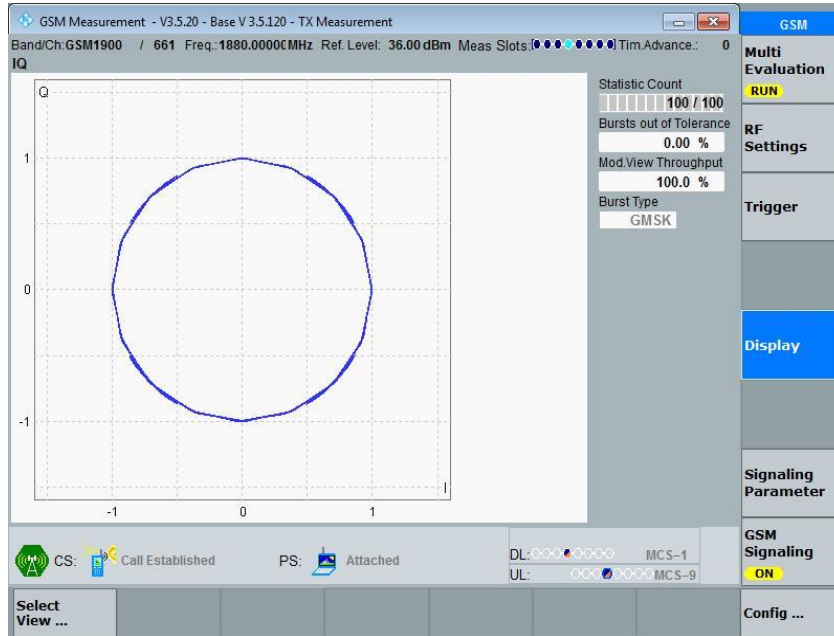 GSM Measurement - V3.5.20 - Base V 3.5.120 - TX Measurement
GSM
Band/Ch:GSM1900 / 661 Freq.:1880.0000 MHz Ref. Level: 36.00 dBm Meas Slots: Tim.Advance.: 0
IQ
Multi
Evaluation
RUN
Statistic Count
100 / 100
Bursts out of Tolerance
0.00 %
Mod.View Throughput
100.0 %
Burst Type
GMSK
RF
Settings
Trigger
Display
Q
1
0
-1
I
-1 0 1
Signaling
Parameter
GSM
Signaling
ON
CS: Call Established PS: Attached
DL: MCS-1
UL: MCS-9
Select
View ...
Config ...